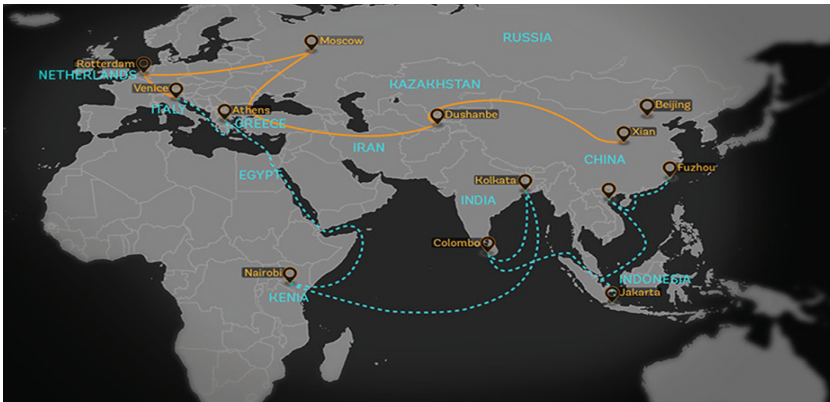 Moscow
RUSSIA
Rotterdam
NETHERLANDS
Venice
KAZAKHSTAN
ITALY
Athens
GREECE
Dushanbe
Beijing
Xian
IRAN
CHINA
EGYPT
Kolkata
Fuzhou
INDIA
Colombo
Nairobi
INDONESIA
KENIA
Jakarta